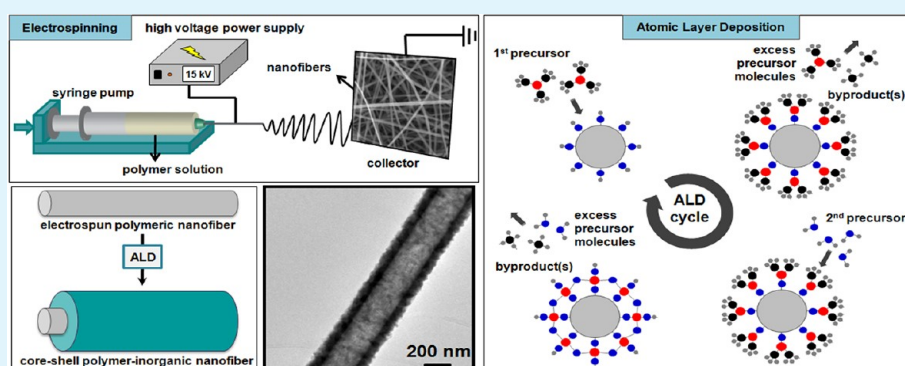 Electrospinning
high voltage power supply
15 kV
nanofibers
syringe pump
polymer solution
collector
electrospun polymeric nanofiber
ALD
core-shell polymer-inorganic nanofiber
200 nm
Atomic Layer Deposition
1st precursor
excess
precursor
molecules
byproduct(s)
ALD
cycle
excess
precursor
molecules
byproduct(s)
2nd precursor